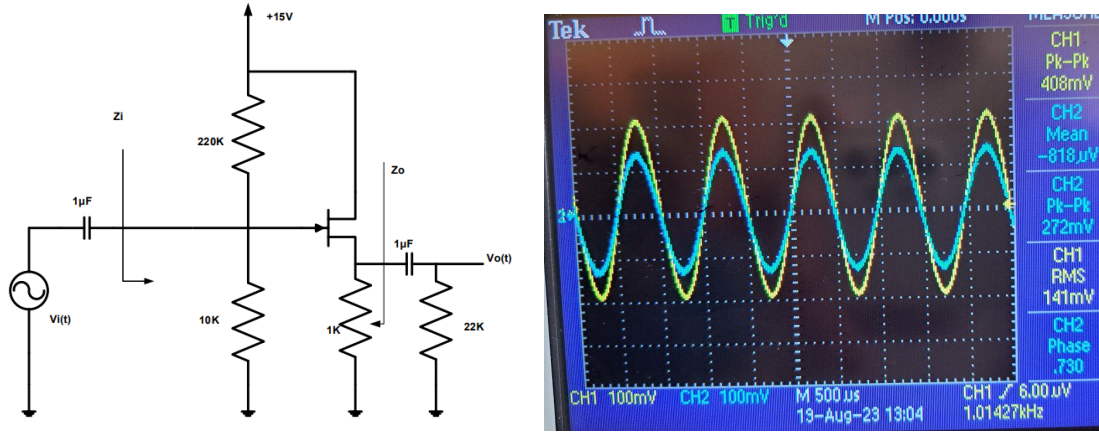 +15V
Zi
220K
Zo
1µF
1µF
Vo(t)
Vi(t)
10K
1K
22K
Tek
T Trig'd
M Pos: 0.000s
CH1
Pk-Pk
408mV
CH2
Mean
-818µV
CH2
Pk-Pk
272mV
CH1
RMS
141mV
CH2
Phase
.730
CH1 100mV CH2 100mV M 500µs CH1 6.00µV
19-Aug-23 13:04 1.01427kHz